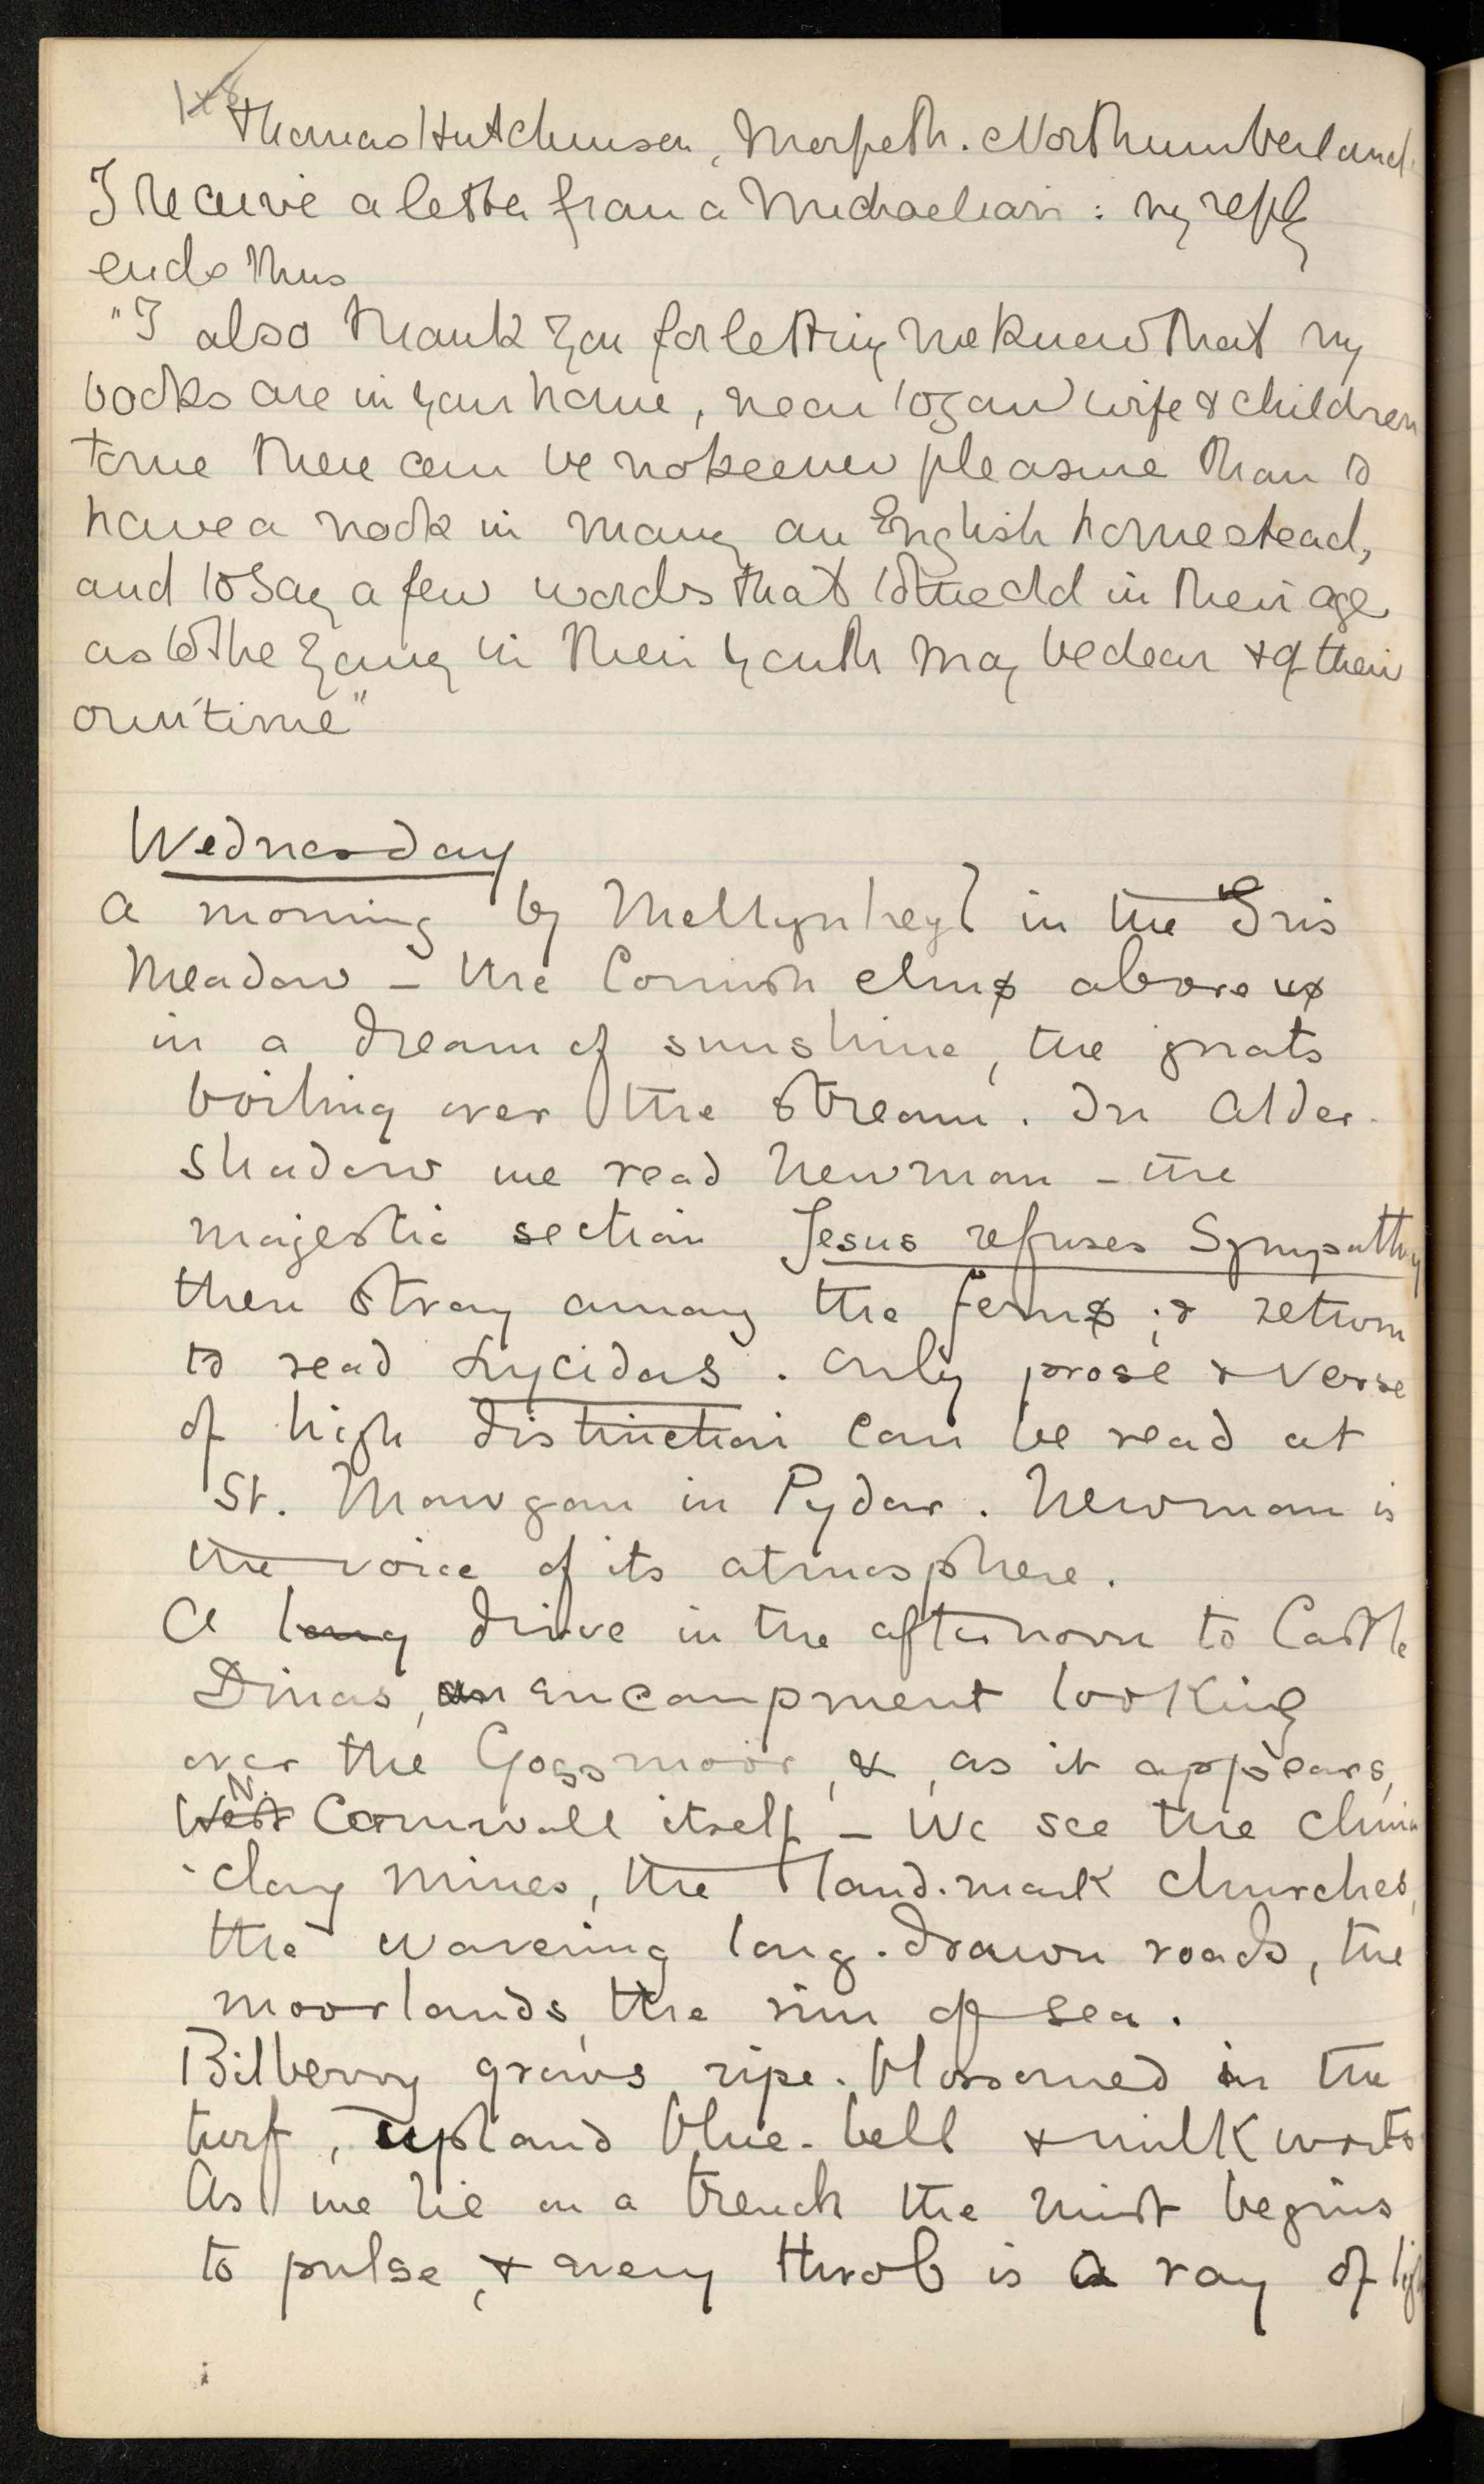 Thomas Hutchinson, Morpeth. Northumberland.
I receive a letter from a Michaelian: my reply
ends thus
"I also thank you for letting me know that my
books are in your home, near to your wife & children
to me there can be no keener pleasure than to
have a nook in many an English homestead,
and to say a few words that to the old in their age
as to the young in their youth may be dear & of their
own time"
Wednesday
A morning by in the Iris
Meadow – the Cornish elms above us
in a dream of sunshine, the gnats
boiling over the stream. In Alder-
shadow we read Newman – the
majestic section Jesus refuses Sympathy
then stray among the ferns; & return
to read Lycidas. Only prose & verse
of high distinction can be read at
St. Mawgan in Pydar. Newman is
the voice of its atmosphere.
A long drive in the afternoon to Castle
Dinas, an encampment looking
over the Gossmoor, &, as it appears,
N.
West Cornwall itself – We see the china
-clay mines, the land-mark churches,
the wavering long-drawn roads, the
moorlands, the rim of sea.
Bilberry grows ripe-blossomed in the
turf, upland blue-bell & milkworts
As we lie on a trench the mist begins
to pulse, & every throb is a ray of light